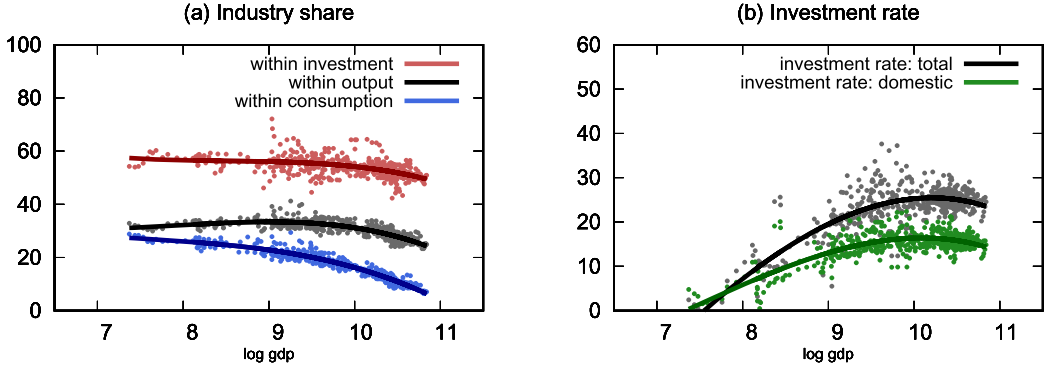 (a) Industry share
100
80
60
40
20
0
within investment
within output
within consumption
7 8 9 10 11
log gdp
(b) Investment rate
60
50
40
30
20
10
0
investment rate: total
investment rate: domestic
7 8 9 10 11
log gdp